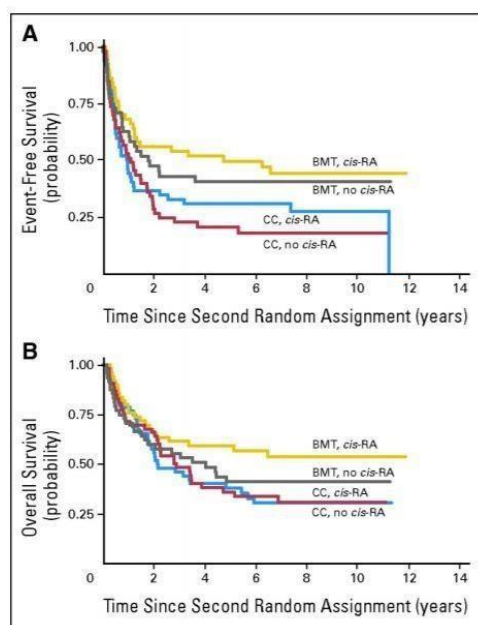 A
Event-Free Survival
(probability)
1.00
0.75
0.50
0.25
BMT, cis-RA
BMT, no cis-RA
CC, cis-RA
CC, no cis-RA
0 2 4 6 8 10 12 14
Time Since Second Random Assignment (years)
B
Overall Survival
(probability)
1.00
0.75
0.50
0.25
BMT, cis-RA
BMT, no cis-RA
CC, cis-RA
CC, no cis-RA
0 2 4 6 8 10 12 14
Time Since Second Random Assignment (years)